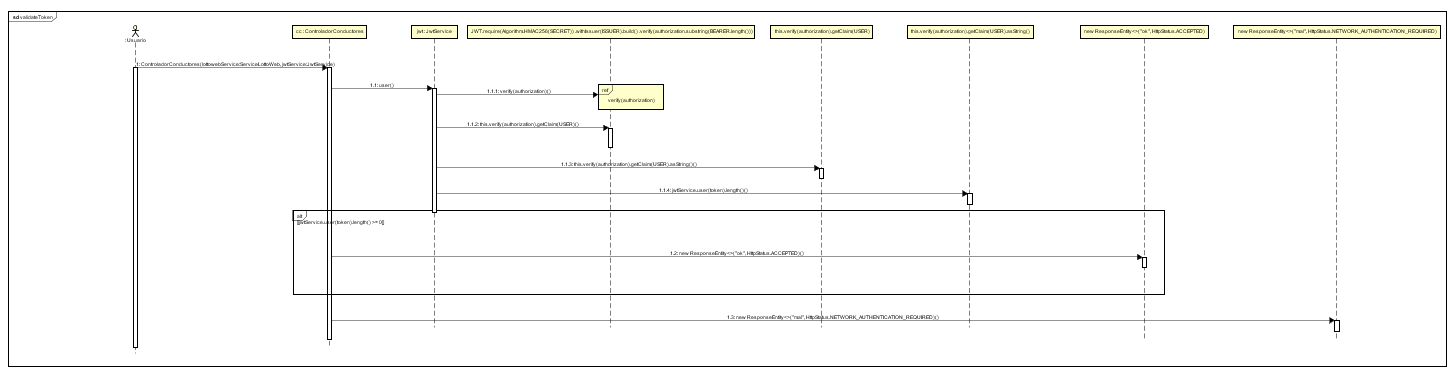 sd validateToken
: Usuario
cc : ControladorConductores
jwt : JwtService
JWT.require(Algorithm.HMAC256(SECRET)).withIssuer(ISSUER).build().verify(authorization.substring(BEARER.length()))
this.verify(authorization).getClaim(USER)
this.verify(authorization).getClaim(USER).asString()
new ResponseEntity<>("ok", HttpStatus.ACCEPTED)
new ResponseEntity<>("mal", HttpStatus.NETWORK_AUTHENTICATION_REQUIRED)
1: ControladorConductores(lottowebService:ServiceLottoWeb, jwtService:JwtService)
1.1: user()
1.1.1: verify(authorization)()
ref
verify(authorization)
1.1.2: this.verify(authorization).getClaim(USER)()
1.1.3: this.verify(authorization).getClaim(USER).asString()()
1.1.4: jwtService.user(token).length()()
alt
[jwtService.user(token).length() >= 0]
1.2: new ResponseEntity<>("ok", HttpStatus.ACCEPTED)()
1.3: new ResponseEntity<>("mal", HttpStatus.NETWORK_AUTHENTICATION_REQUIRED)()